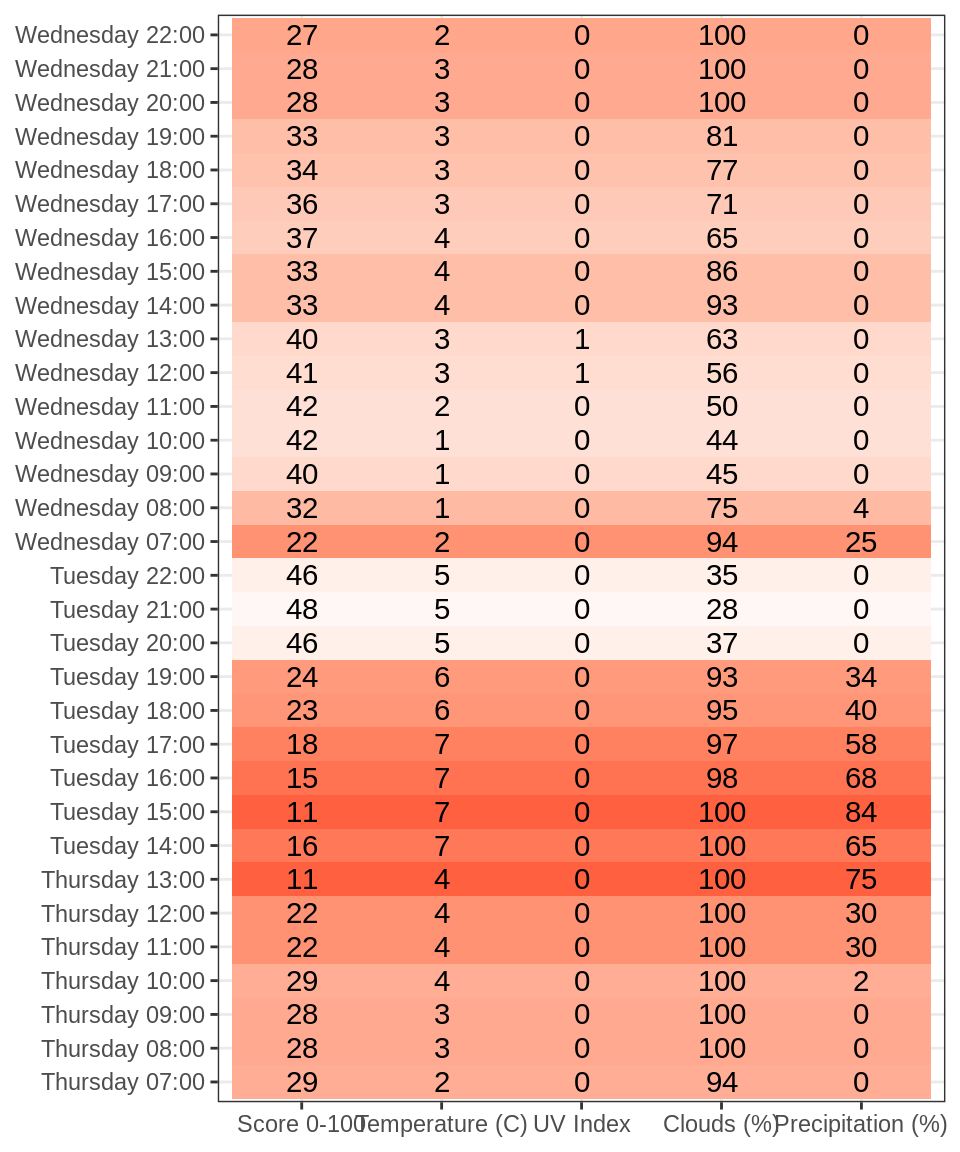 Wednesday 22:00 27 2 0 100 0
Wednesday 21:00 28 3 0 100 0
Wednesday 20:00 28 3 0 100 0
Wednesday 19:00 33 3 0 81 0
Wednesday 18:00 34 3 0 77 0
Wednesday 17:00 36 3 0 71 0
Wednesday 16:00 37 4 0 65 0
Wednesday 15:00 33 4 0 86 0
Wednesday 14:00 33 4 0 93 0
Wednesday 13:00 40 3 1 63 0
Wednesday 12:00 41 3 1 56 0
Wednesday 11:00 42 2 0 50 0
Wednesday 10:00 42 1 0 44 0
Wednesday 09:00 40 1 0 45 0
Wednesday 08:00 32 1 0 75 4
Wednesday 07:00 22 2 0 94 25
Tuesday 22:00 46 5 0 35 0
Tuesday 21:00 48 5 0 28 0
Tuesday 20:00 46 5 0 37 0
Tuesday 19:00 24 6 0 93 34
Tuesday 18:00 23 6 0 95 40
Tuesday 17:00 18 7 0 97 58
Tuesday 16:00 15 7 0 98 68
Tuesday 15:00 11 7 0 100 84
Tuesday 14:00 16 7 0 100 65
Thursday 13:00 11 4 0 100 75
Thursday 12:00 22 4 0 100 30
Thursday 11:00 22 4 0 100 30
Thursday 10:00 29 4 0 100 2
Thursday 09:00 28 3 0 100 0
Thursday 08:00 28 3 0 100 0
Thursday 07:00 29 2 0 94 0
Score 0-100 Temperature (C) UV Index Clouds (%) Precipitation (%)